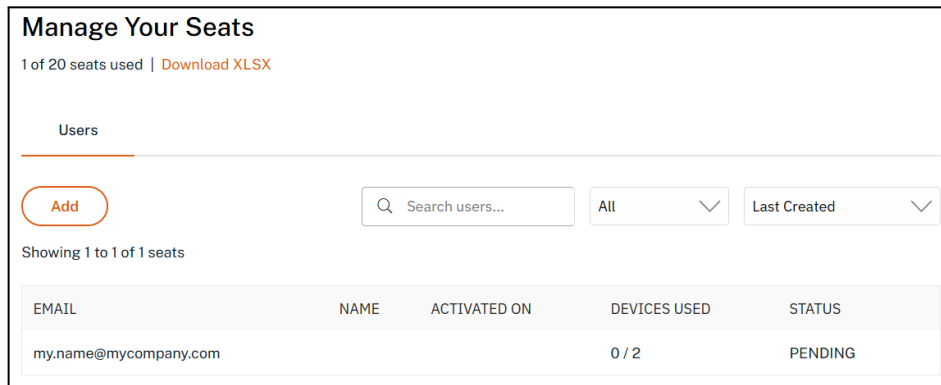 Manage Your Seats
1 of 20 seats used | Download XLSX
Users
Add Search users... All Last Created
Showing 1 to 1 of 1 seats
EMAIL NAME ACTIVATED ON DEVICES USED STATUS
my.name@mycompany.com 0 / 2 PENDING